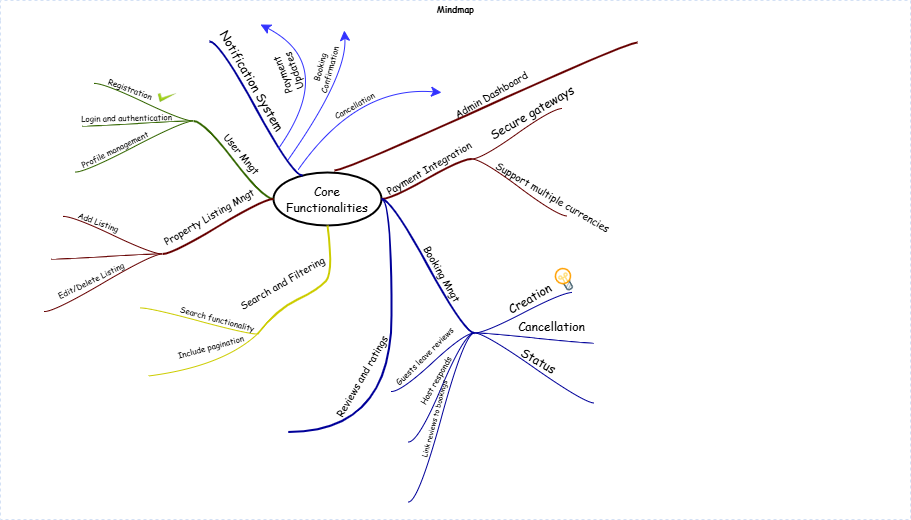 Mindmap
Notification System
Payment
Updates
Booking
Confirmation
Cancellation
Admin Dashboard
Secure gateways
Payment Integration
Support multiple currencies
Registration
Login and authentication
Profile management
User Mngt
Core
Functionalities
Property Listing Mngt
Add Listing
Edit/Delete Listing
Search and Filtering
Search functionality
Include pagination
Booking Mngt
Creation
Cancellation
Status
Guests leave reviews
Host responds
Link reviews to bookings
Reviews and ratings